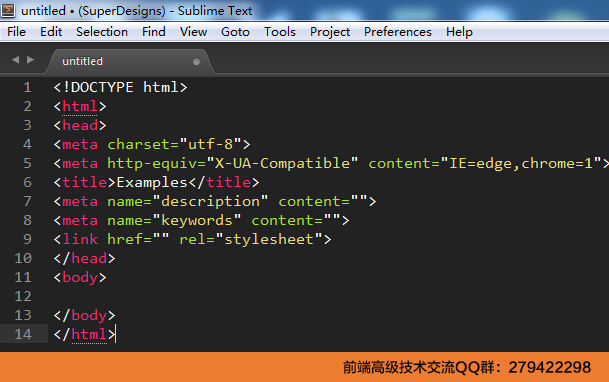 untitled • (SuperDesigns) - Sublime Text
File Edit Selection Find View Goto Tools Project Preferences Help
untitled
1 <!DOCTYPE html>
2 <html>
3 <head>
4 <meta charset="utf-8">
5 <meta http-equiv="X-UA-Compatible" content="IE=edge,chrome=1">
6 <title>Examples</title>
7 <meta name="description" content="">
8 <meta name="keywords" content="">
9 <link href="" rel="stylesheet">
10 </head>
11 <body>
12
13 </body>
14 </html>
前端高级技术交流QQ群：279422298